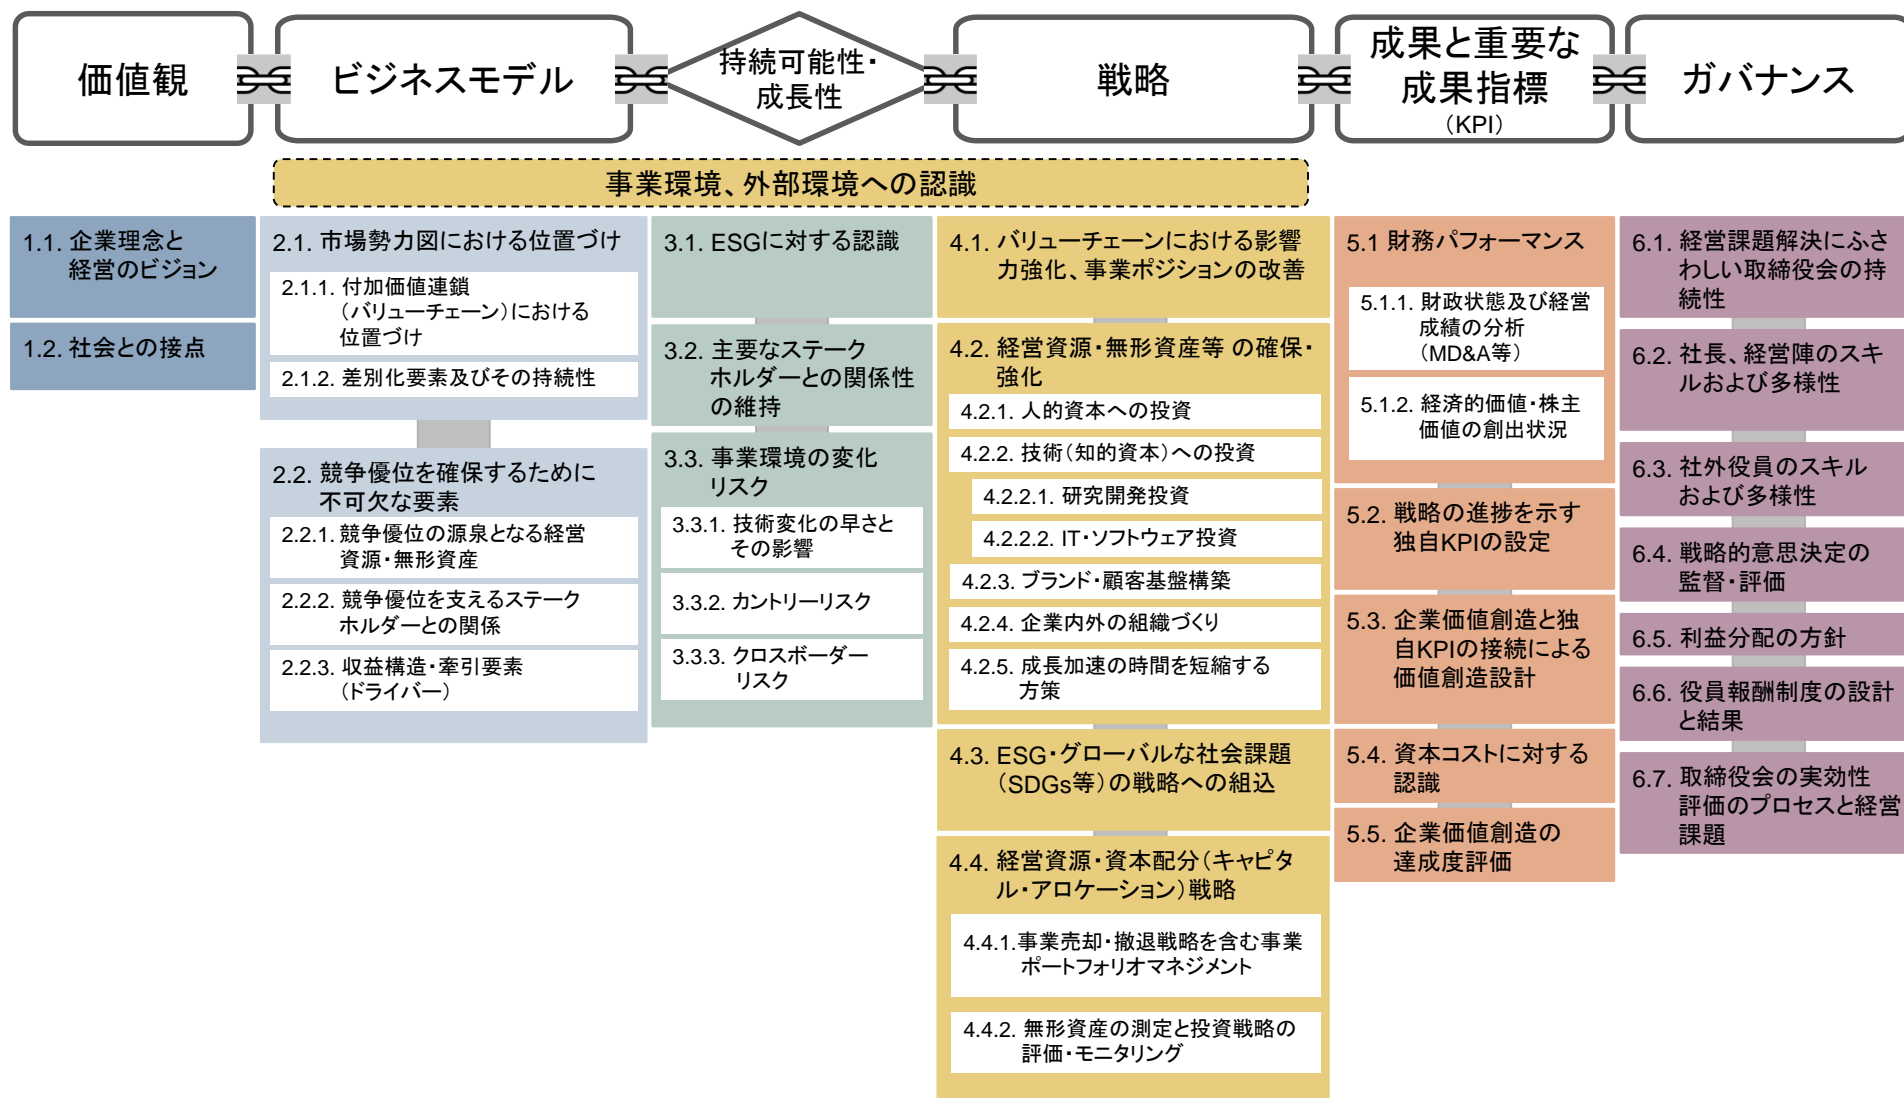 価値観
ビジネスモデル
持続可能性・
成長性
戦略
成果と重要な
成果指標
（KPI）
ガバナンス
事業環境、外部環境への認識
1.1. 企業理念と
経営のビジョン
1.2. 社会との接点
2.1. 市場勢力図における位置づけ
2.1.1. 付加価値連鎖
（バリューチェーン）における
位置づけ
2.1.2. 差別化要素及びその持続性
2.2. 競争優位を確保するために
不可欠な要素
2.2.1. 競争優位の源泉となる経営
資源・無形資産
2.2.2. 競争優位を支えるステーク
ホルダーとの関係
2.2.3. 収益構造・牽引要素
（ドライバー）
3.1. ESGに対する認識
3.2. 主要なステーク
ホルダーとの関係性
の維持
3.3. 事業環境の変化
リスク
3.3.1. 技術変化の早さと
その影響
3.3.2. カントリーリスク
3.3.3. クロスボーダー
リスク
4.1. バリューチェーンにおける影響
力強化、事業ポジションの改善
4.2. 経営資源・無形資産等 の確保・
強化
4.2.1. 人的資本への投資
4.2.2. 技術（知的資本）への投資
4.2.2.1. 研究開発投資
4.2.2.2. IT・ソフトウェア投資
4.2.3. ブランド・顧客基盤構築
4.2.4. 企業内外の組織づくり
4.2.5. 成長加速の時間を短縮する
方策
4.3. ESG・グローバルな社会課題
（SDGs等）の戦略への組込
4.4. 経営資源・資本配分（キャピタ
ル・アロケーション）戦略
4.4.1.事業売却・撤退戦略を含む事業
ポートフォリオマネジメント
4.4.2. 無形資産の測定と投資戦略の
評価・モニタリング
5.1 財務パフォーマンス
5.1.1. 財政状態及び経営
成績の分析
（MD&A等）
5.1.2. 経済的価値・株主
価値の創出状況
5.2. 戦略の進捗を示す
独自KPIの設定
5.3. 企業価値創造と独
自KPIの接続による
価値創造設計
5.4. 資本コストに対する
認識
5.5. 企業価値創造の
達成度評価
6.1. 経営課題解決にふさ
わしい取締役会の持
続性
6.2. 社長、経営陣のスキ
ルおよび多様性
6.3. 社外役員のスキル
および多様性
6.4. 戦略的意思決定の
監督・評価
6.5. 利益分配の方針
6.6. 役員報酬制度の設計
と結果
6.7. 取締役会の実効性
評価のプロセスと経営
課題